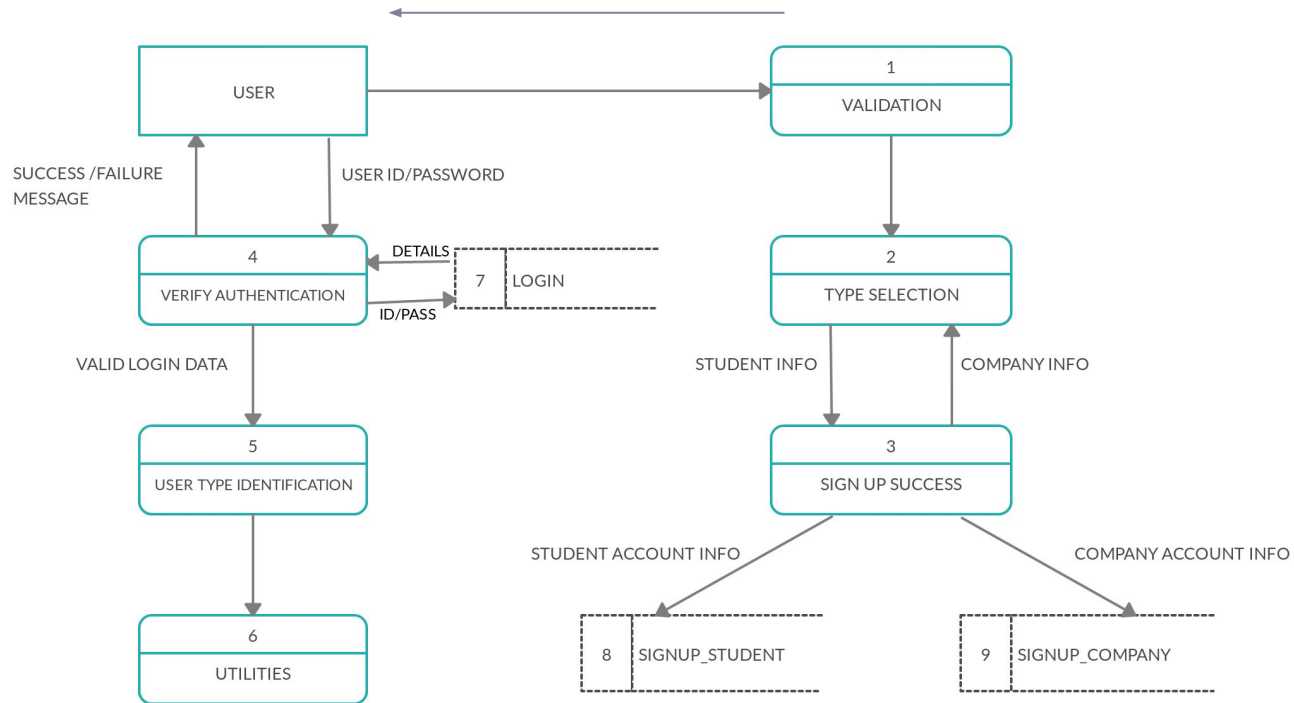 USER
1
VALIDATION
SUCCESS /FAILURE
MESSAGE
USER ID/PASSWORD
4
VERIFY AUTHENTICATION
DETAILS
ID/PASS
7
LOGIN
2
TYPE SELECTION
VALID LOGIN DATA
STUDENT INFO
COMPANY INFO
5
USER TYPE IDENTIFICATION
3
SIGN UP SUCCESS
STUDENT ACCOUNT INFO
COMPANY ACCOUNT INFO
6
UTILITIES
8
SIGNUP_STUDENT
9
SIGNUP_COMPANY